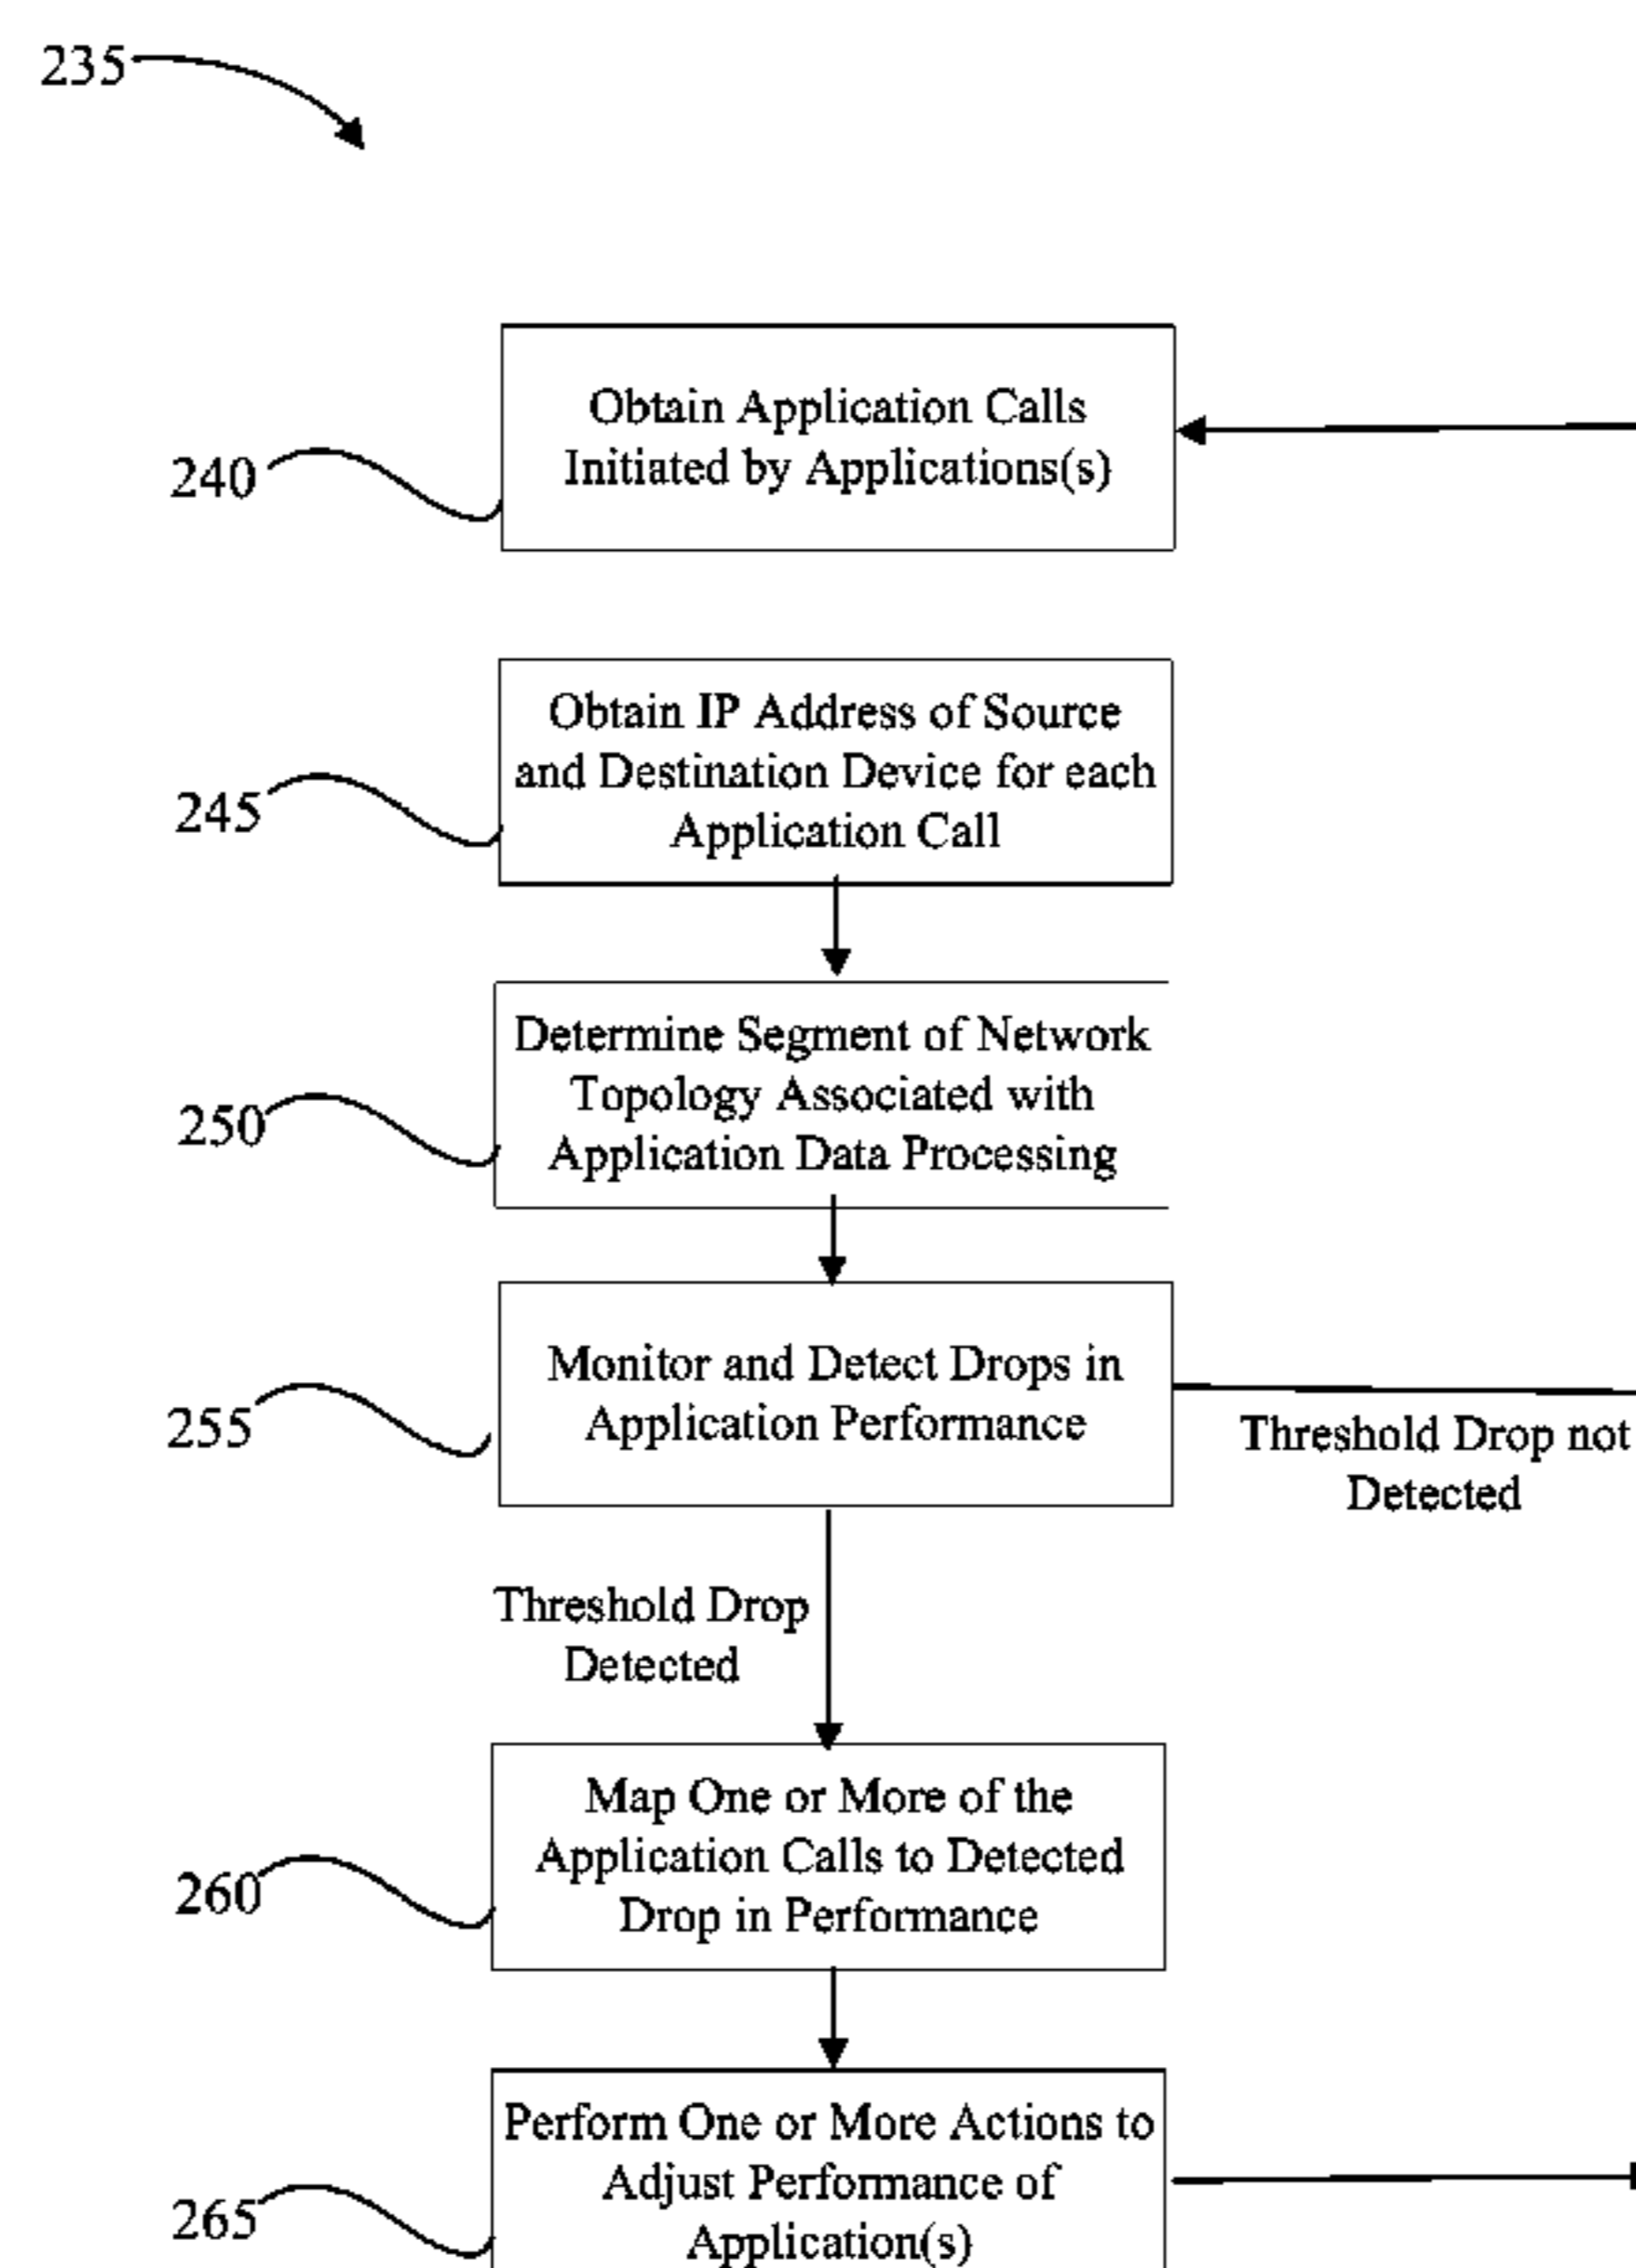 235
Obtain Application Calls
Initiated by Applications(s)
240
Obtain IP Address of Source
and Destination Device for each
Application Call
245
Determine Segment of Network
Topology Associated with
Application Data Processing
250
Monitor and Detect Drops in
Application Performance
255
Threshold Drop not
Detected
Threshold Drop
Detected
Map One or More of the
Application Calls to Detected
Drop in Performance
260
Perform One or More Actions to
Adjust Performance of
Application(s)
265